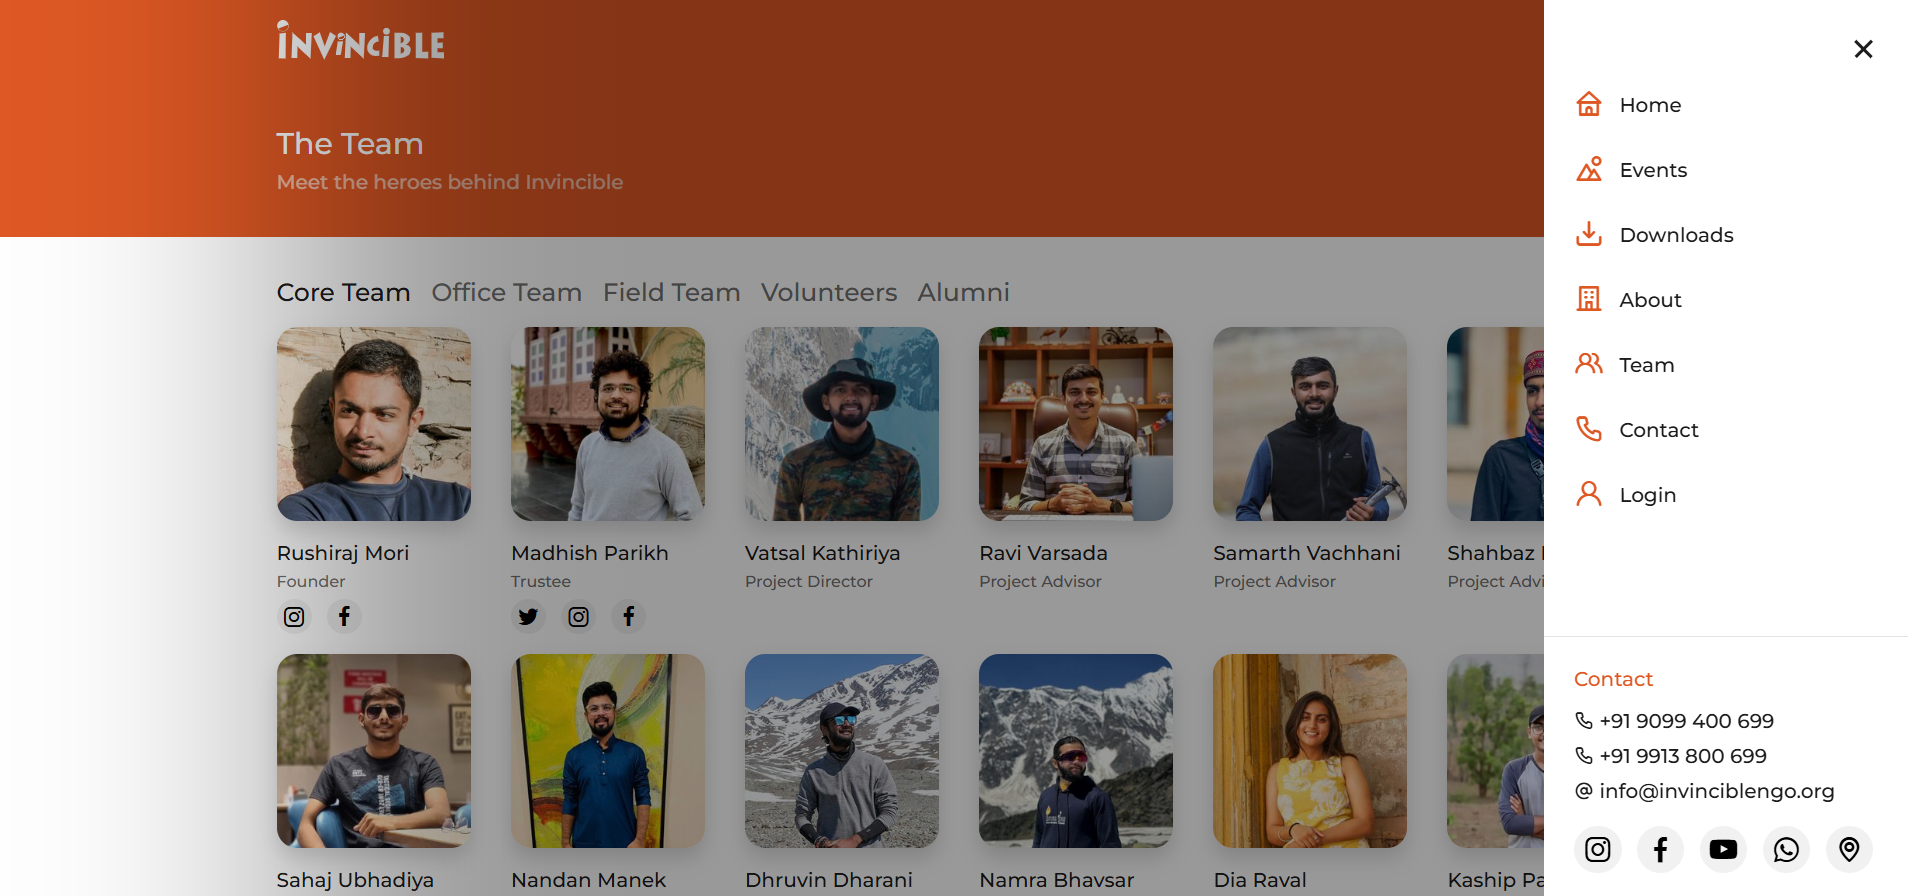 INVINCIBLE
The Team
Meet the heroes behind Invincible
Core Team Office Team Field Team Volunteers Alumni
Rushiraj Mori
Founder
Madhish Parikh
Trustee
Vatsal Kathiriya
Project Director
Ravi Varsada
Project Advisor
Samarth Vachhani
Project Advisor
Shahbaz
Project Advi
Sahaj Ubhadiya
Nandan Manek
Dhruvin Dharani
Namra Bhavsar
Dia Raval
Kaship Pa
Home
Events
Downloads
About
Team
Contact
Login
Contact
+91 9099 400 699
+91 9913 800 699
info@invinciblengo.org